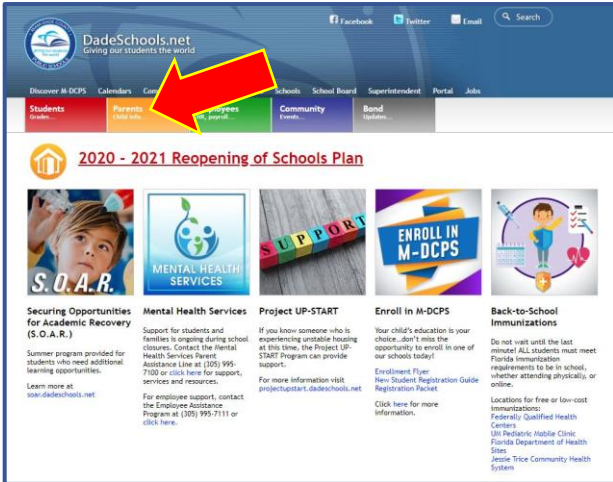 Facebook Twitter Email Search
DadeSchools.net
Giving our students the world
Discover M-DCPS Calendars Schools School Board Superintendent Portal Jobs
Students
Grades...
Parents
Child info...
payroll...
Community
Events...
Bond
Updates...
2020 - 2021 Reopening of Schools Plan
S.O.A.R.
MENTAL HEALTH
SERVICES
SUPPORT
ENROLL IN
M-DCPS
Securing Opportunities
for Academic Recovery
(S.O.A.R.)
Summer program provided for
students who need additional
learning opportunities.
Learn more at
soar.dadeschools.net
Mental Health Services
Support for students and
families is ongoing during school
closures. Contact the Mental
Health Services Parent
Assistance Line at (305) 995-
7100 or click here for support,
services and resources.
For employee support, contact
the Employee Assistance
Program at (305) 995-7111 or
click here.
Project UP-START
If you know someone who is
experiencing unstable housing
at this time, the Project UP-
START Program can provide
support.
For more information visit
projectupstart.dadeschools.net
Enroll in M-DCPS
Your child's education is your
choice...don't miss the
opportunity to enroll in one of
our schools today!
Enrollment Flyer
New Student Registration Guide
Registration Packet
Click here for more
information.
Back-to-School
Immunizations
Do not wait until the last
minute! ALL students must meet
Florida immunization
requirements to be in school,
whether attending physically, or
online.
Locations for free or low-cost
immunizations:
Federally Qualified Health
Centers
UM Pediatric Mobile Clinic
Florida Department of Health
Sites
Jessie Trice Community Health
System